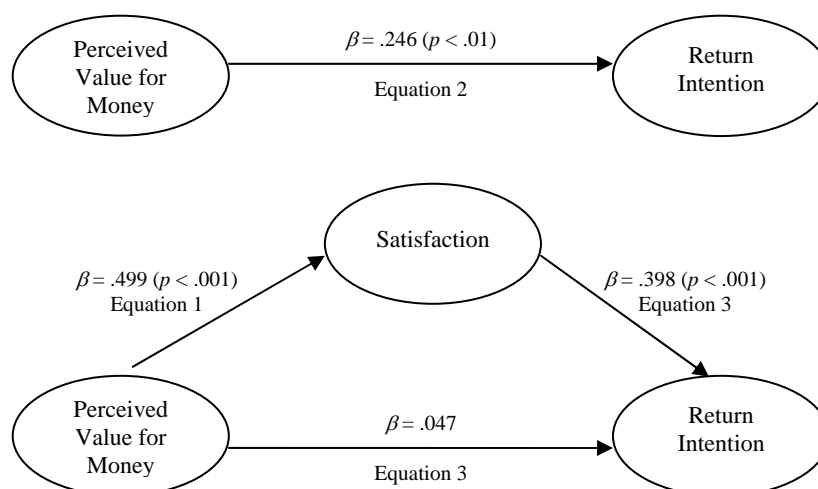 Perceived
Value for
Money
β = .246 (p < .01)
Equation 2
Return
Intention
Satisfaction
β = .499 (p < .001)
Equation 1
β = .398 (p < .001)
Equation 3
Perceived
Value for
Money
β = .047
Equation 3
Return
Intention